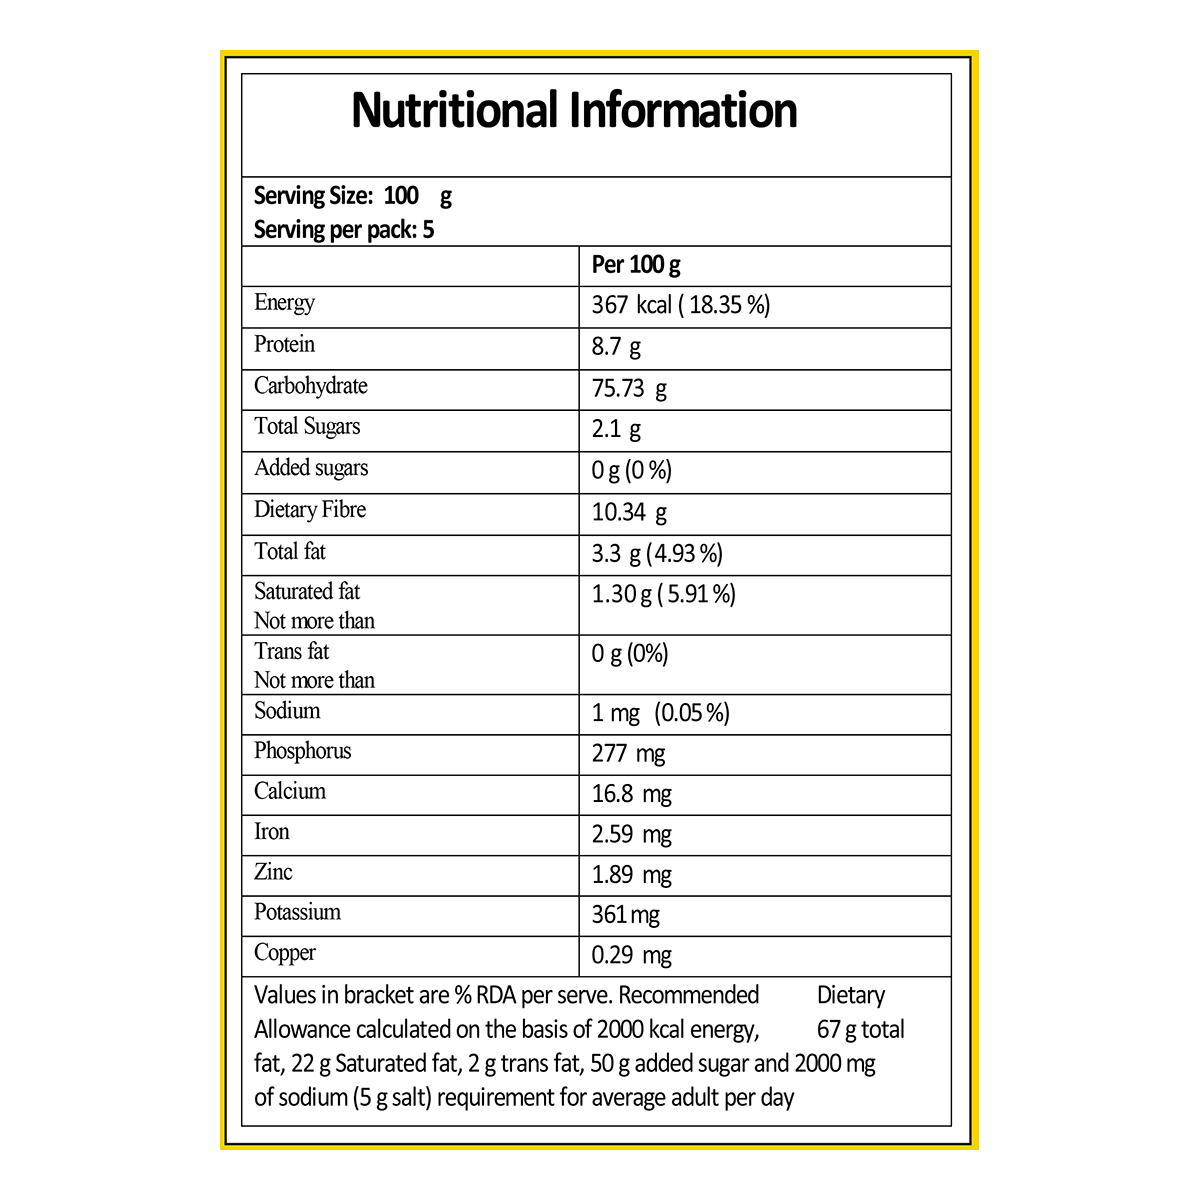 Nutritional Information
Serving Size: 100 g
Serving per pack: 5
Per 100 g
Energy 367 kcal ( 18.35 %)
Protein 8.7 g
Carbohydrate 75.73 g
Total Sugars 2.1 g
Added sugars 0 g (0 %)
Dietary Fibre 10.34 g
Total fat 3.3 g (4.93 %)
Saturated fat 1.30 g ( 5.91 %)
Not more than
Trans fat 0 g (0%)
Not more than
Sodium 1 mg (0.05 %)
Phosphorus 277 mg
Calcium 16.8 mg
Iron 2.59 mg
Zinc 1.89 mg
Potassium 361 mg
Copper 0.29 mg
Values in bracket are % RDA per serve. Recommended Dietary
Allowance calculated on the basis of 2000 kcal energy, 67 g total
fat, 22 g Saturated fat, 2 g trans fat, 50 g added sugar and 2000 mg
of sodium (5 g salt) requirement for average adult per day